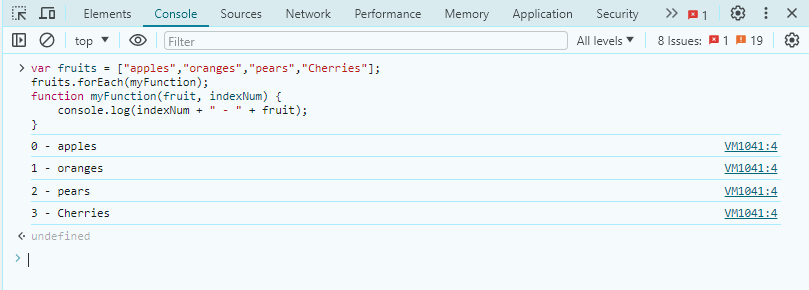 Elements Console Sources Network Performance Memory Application Security 1
top Filter All levels 8 Issues: 1 19
var fruits = ["apples","oranges","pears","Cherries"];
fruits.forEach(myFunction);
function myFunction(fruit, indexNum) {
    console.log(indexNum + " - " + fruit);
}
0 - apples VM1041:4
1 - oranges VM1041:4
2 - pears VM1041:4
3 - Cherries VM1041:4
undefined